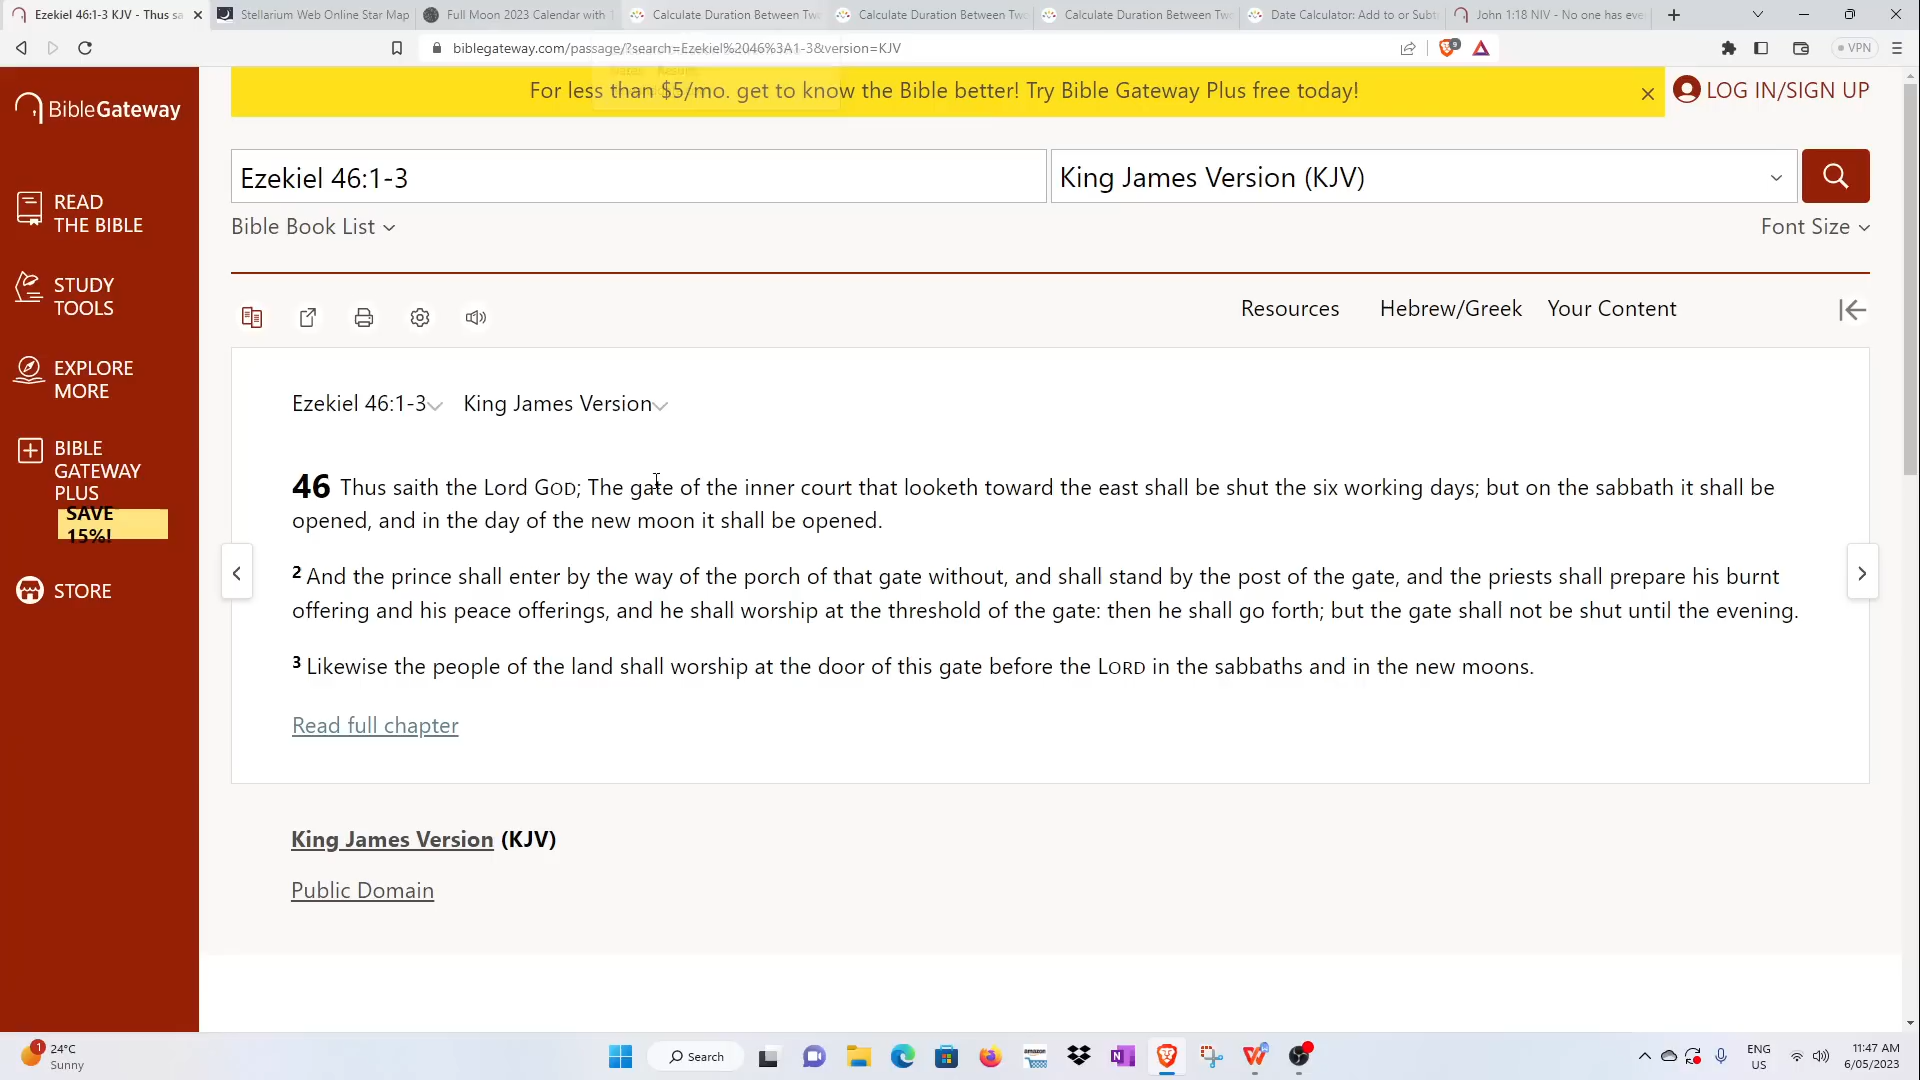 Ezekiel 46:1-3 KJV - Thus sa
Stellarium Web Online Star Map
Full Moon 2023 Calendar with
Calculate Duration Between Tw
Calculate Duration Between Tw
Calculate Duration Between Tw
Date Calculator: Add to or Subt
John 1:18 NIV - No one has eve
biblegateway.com/passage/?search=Ezekiel%2046%3A1-3&version=KJV
9
VPN
BibleGateway
For less than $5/mo. get to know the Bible better! Try Bible Gateway Plus free today!
LOG IN/SIGN UP
Ezekiel 46:1-3
King James Version (KJV)
Bible Book List
Font Size
READ
THE BIBLE
STUDY
TOOLS
EXPLORE
MORE
BIBLE
GATEWAY
PLUS
SAVE
15%!
STORE
Resources
Hebrew/Greek
Your Content
Ezekiel 46:1-3
King James Version
46 Thus saith the Lord GOD; The gate of the inner court that looketh toward the east shall be shut the six working days; but on the sabbath it shall be
opened, and in the day of the new moon it shall be opened.
2 And the prince shall enter by the way of the porch of that gate without, and shall stand by the post of the gate, and the priests shall prepare his burnt
offering and his peace offerings, and he shall worship at the threshold of the gate: then he shall go forth; but the gate shall not be shut until the evening.
3 Likewise the people of the land shall worship at the door of this gate before the LORD in the sabbaths and in the new moons.
Read full chapter
King James Version (KJV)
Public Domain
1
24°C
Sunny
Search
amazon
ENG
US
11:47 AM
6/05/2023